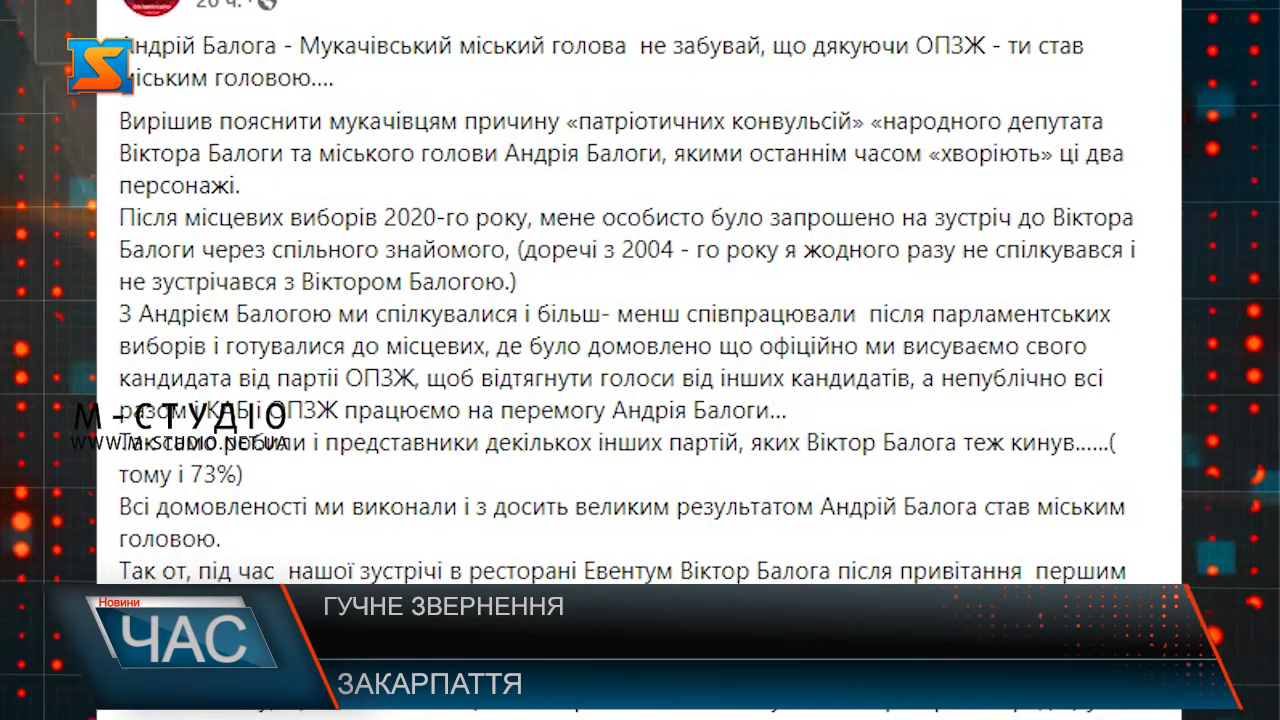 20 ч. ·
ндрій Балога - Мукачівський міський голова не забувай, що дякуючи ОПЗЖ - ти став
іським головою....
Вирішив пояснити мукачівцям причину «патріотичних конвульсій» «народного депутата
Віктора Балоги та міського голови Андрія Балоги, якими останнім часом «хворіють» ці два
персонажі.
Після місцевих виборів 2020-го року, мене особисто було запрошено на зустріч до Віктора
Балоги через спільного знайомого, (доречі з 2004 - го року я жодного разу не спілкувався і
не зустрічався з Віктором Балогою.)
З Андрієм Балогою ми спілкувалися і більш- менш співпрацювали після парламентських
виборів і готувалися до місцевих, де було домовлено що офіційно ми висуваємо свого
кандидата від партіі ОПЗЖ, щоб відтягнути голоси від інших кандидатів, а непублічно всі
разом і КЦБ і ОПЗЖ працюємо на перемогу Андрія Балоги...
М-СТУДІО
Так само робили і представники декількох інших партій, яких Віктор Балога теж кинув......(
WWW.M-STUDIO.NET.UA
тому і 73%)
Всі домовленості ми виконали і з досить великим результатом Андрій Балога став міським
головою.
Так от, під час нашої зустрічі в ресторані Евентум Віктор Балога після привітання першим
Новини
ЧАС
ГУЧНЕ ЗВЕРНЕННЯ
ЗАКАРПАТТЯ